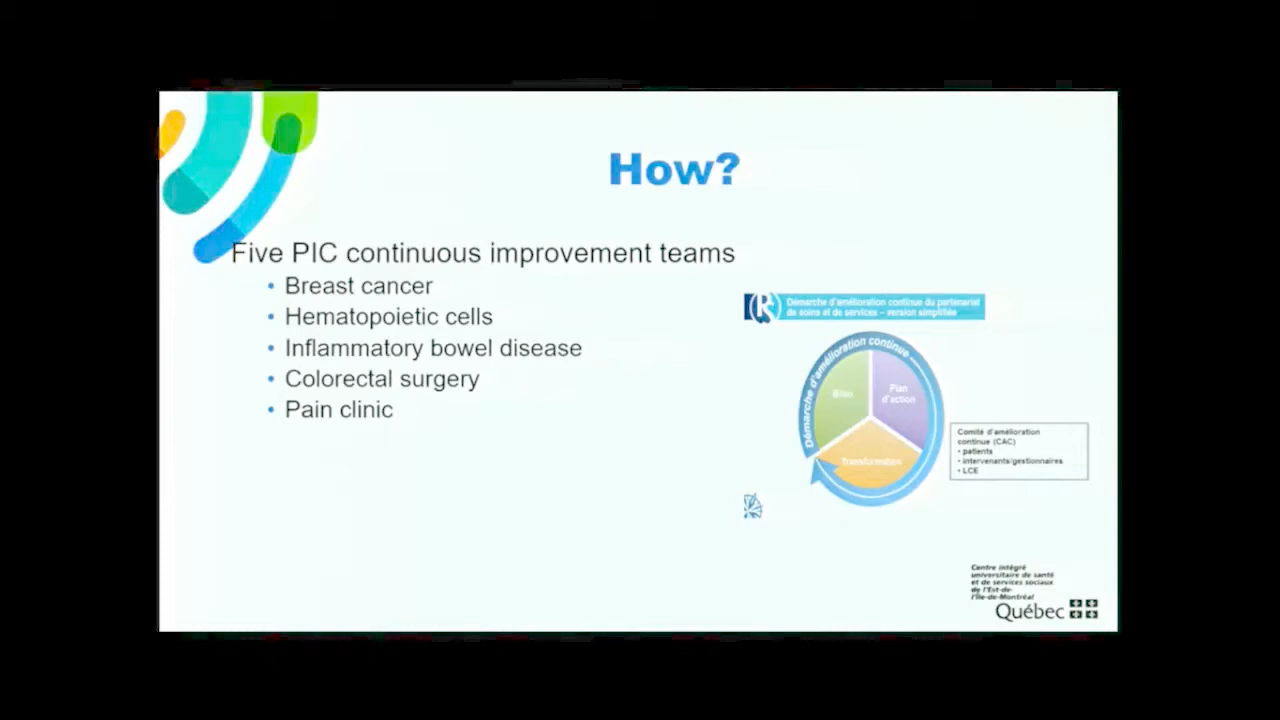 How?
Five PIC continuous improvement teams
• Breast cancer
• Hematopoietic cells
• Inflammatory bowel disease
• Colorectal surgery
• Pain clinic
Démarche d'amélioration continue du partenariat
de soins et de services – version simplifiée
Démarche d'amélioration continue
Bilan
Plan
d'action
Transformation
Comité d'amélioration
continue (CAC)
• patients
• intervenants/gestionnaires
• LCE
Centre intégré
universitaire de santé
et de services sociaux
de l'Est-de-
l'Île-de-Montréal
Québec